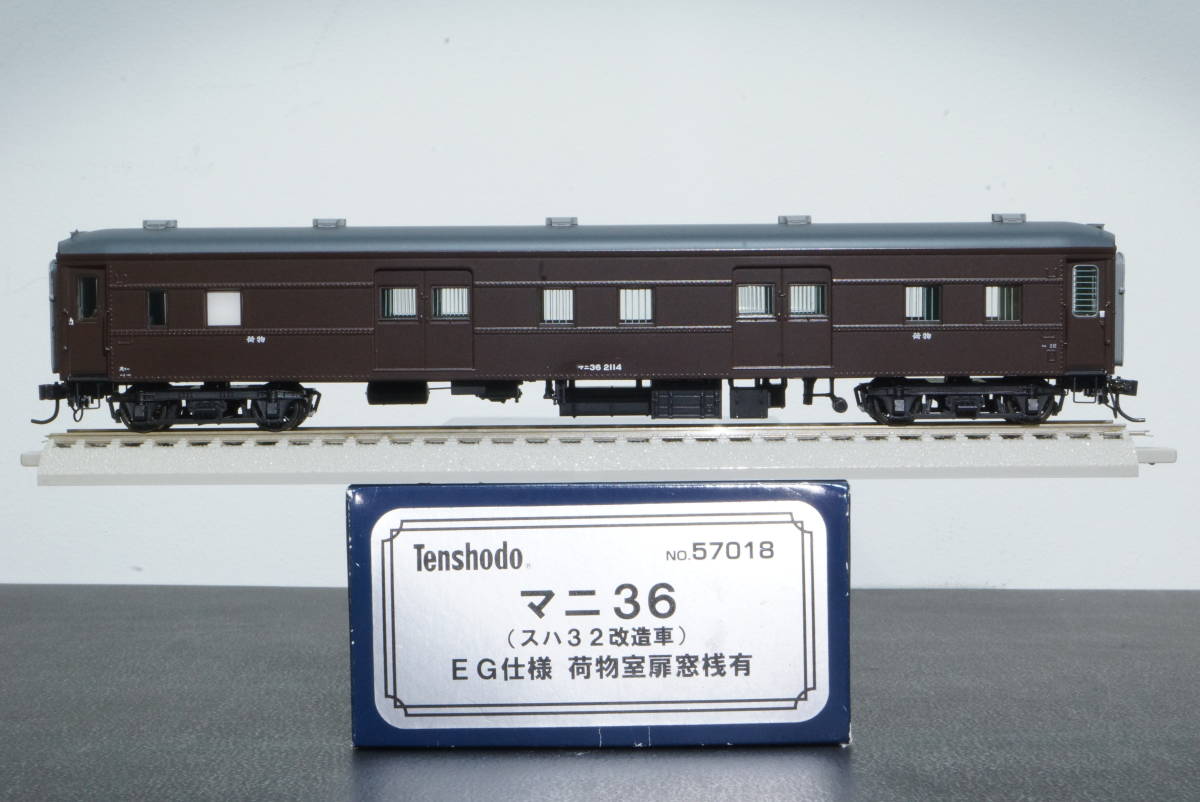 荷物
荷物
マニ36 2114
Tenshodo
NO.57018
マニ36
(スハ32改造車)
EG仕様 荷物室扉窓桟有